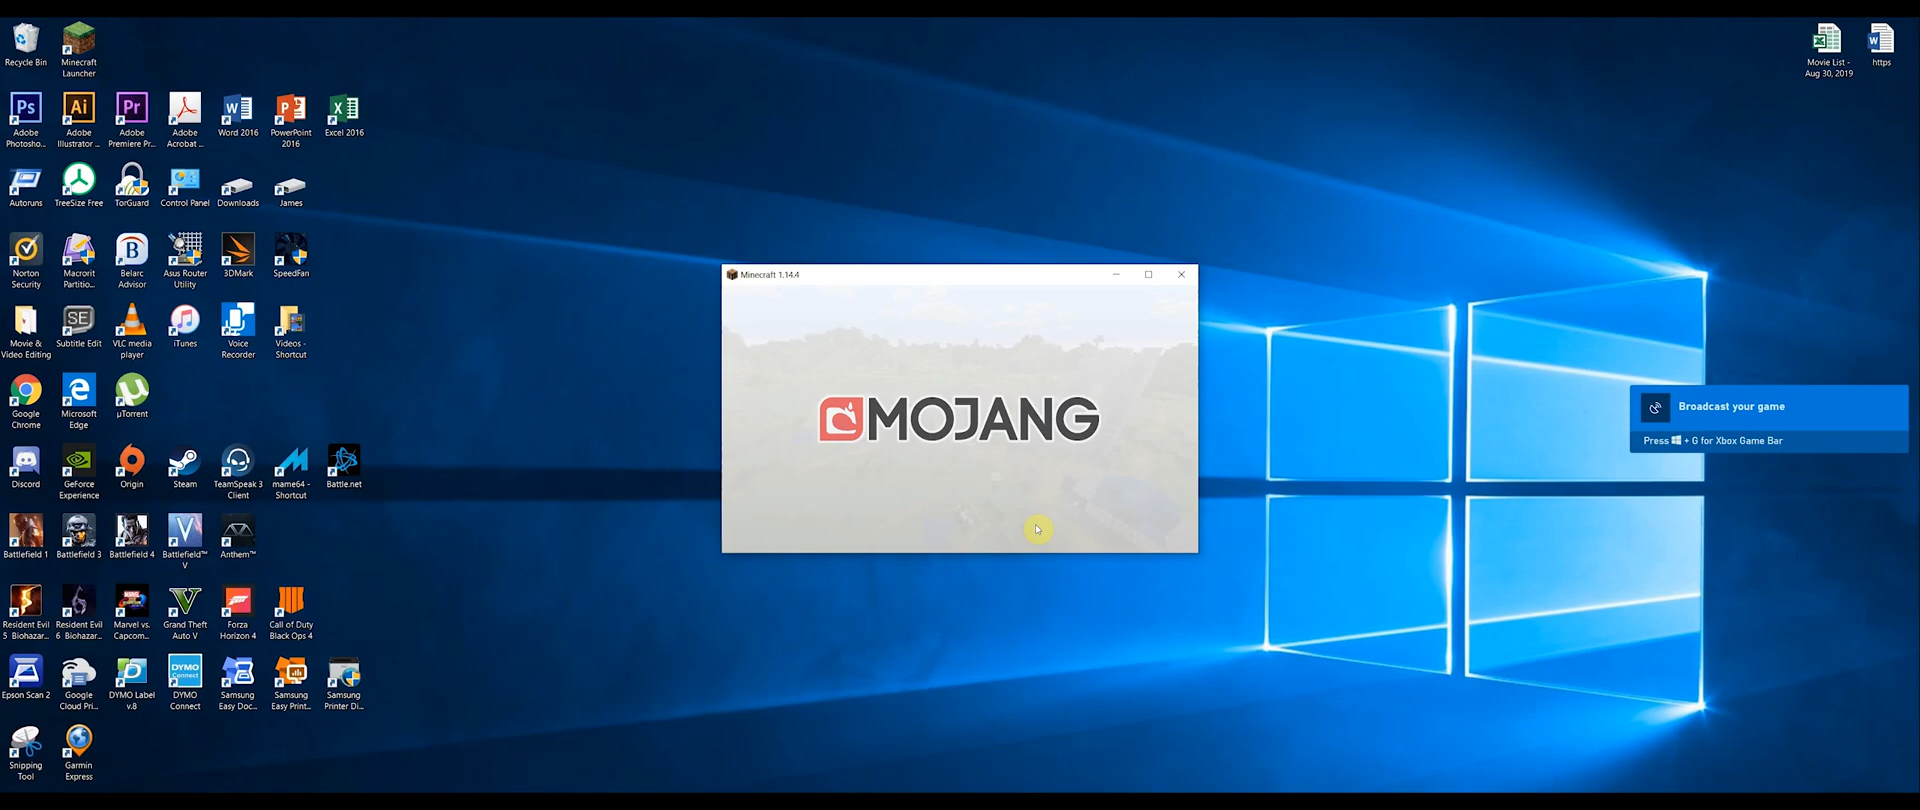 Recycle Bin
Minecraft
Launcher
Movie List -
Aug 30, 2019
https
Ps
Ai
Pr
Adobe
Photosho...
Adobe
Illustrator ...
Adobe
Premiere Pr...
Adobe
Acrobat ...
Word 2016
PowerPoint
2016
Excel 2016
Autoruns
TreeSize Free
TorGuard
Control Panel
Downloads
James
Norton
Security
Macrorit
Partitio...
Belarc
Advisor
Asus Router
Utility
3DMark
SpeedFan
Minecraft 1.14.4
MOJANG
SE
Movie &
Video Editing
Subtitle Edit
VLC media
player
iTunes
Voice
Recorder
Videos -
Shortcut
Google
Chrome
Microsoft
Edge
µTorrent
Broadcast your game
Press + G for Xbox Game Bar
Discord
GeForce
Experience
Origin
Steam
TeamSpeak 3
Client
mame64 -
Shortcut
Battle.net
Battlefield 1
Battlefield 3
Battlefield 4
Battlefield™
V
Anthem™
Resident Evil
5 Biohazar...
Resident Evil
6 Biohazar...
Marvel vs.
Capcom...
Grand Theft
Auto V
Forza
Horizon 4
Call of Duty
Black Ops 4
DYMO
Connect
Epson Scan 2
Google
Cloud Pri...
DYMO Label
v.8
DYMO
Connect
Samsung
Easy Doc...
Samsung
Easy Print...
Samsung
Printer Di...
Snipping
Tool
Garmin
Express